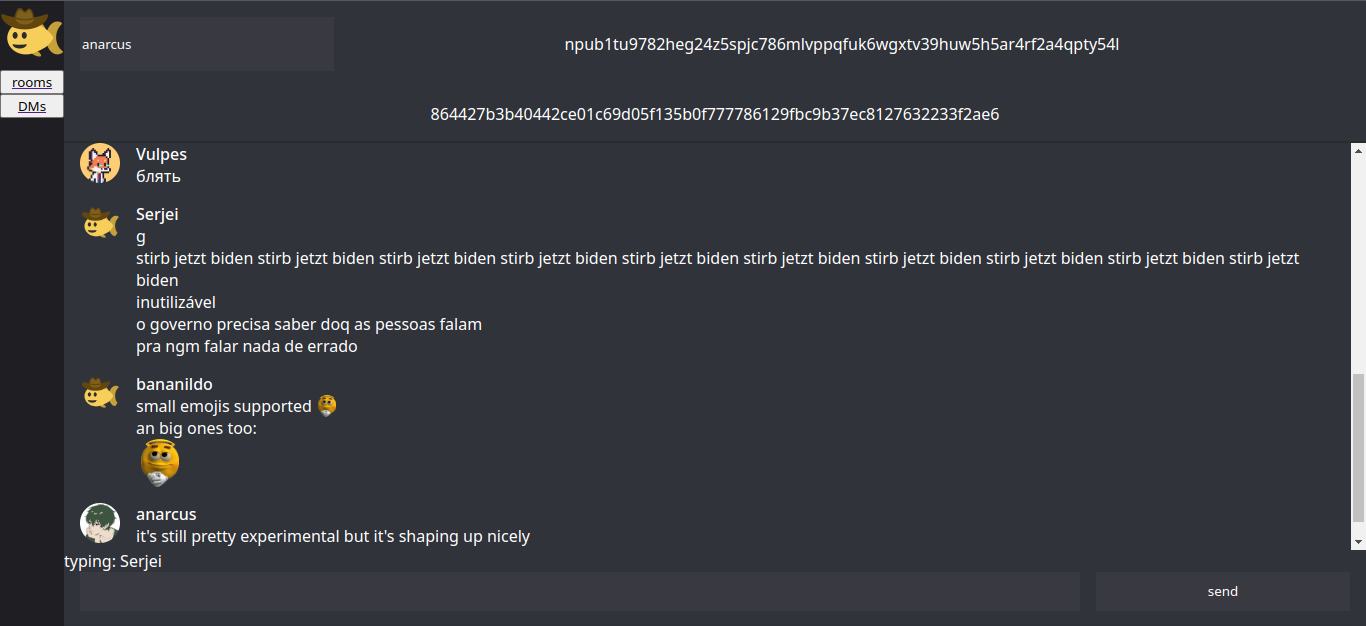 anarcus
npub1tu9782heg24z5spjc786mlvppqfuk6wgxtv39huw5h5ar4rf2a4qpty54l
rooms
DMs
864427b3b40442ce01c69d05f135b0f777786129fbc9b37ec8127632233f2ae6
Vulpes
блять
Serjei
g
stirb jetzt biden stirb jetzt biden stirb jetzt biden stirb jetzt biden stirb jetzt biden stirb jetzt biden stirb jetzt biden stirb jetzt biden stirb jetzt biden stirb jetzt
biden
inutilizável
o governo precisa saber doq as pessoas falam
pra ngm falar nada de errado
bananildo
small emojis supported
an big ones too:
anarcus
it's still pretty experimental but it's shaping up nicely
typing: Serjei
send